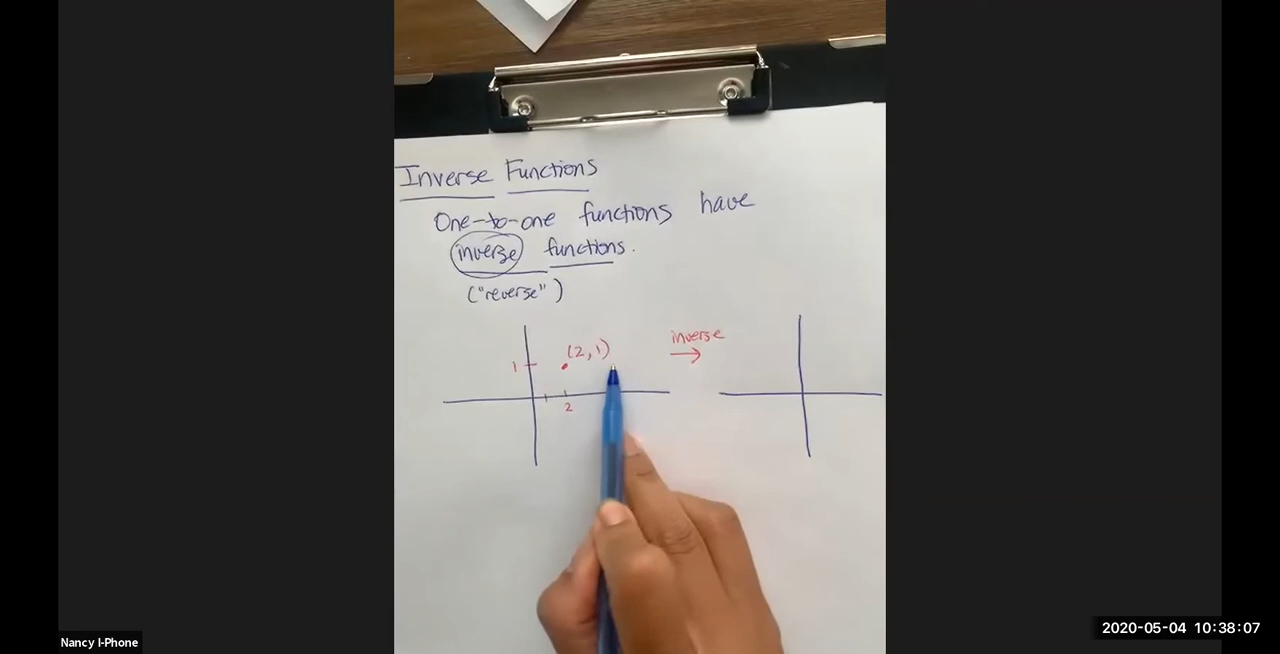 Inverse Functions
One-to-one functions have
inverse functions.
("reverse")
inverse
(2,1)
→
1
2
Nancy I-Phone
2020-05-04 10:38:07